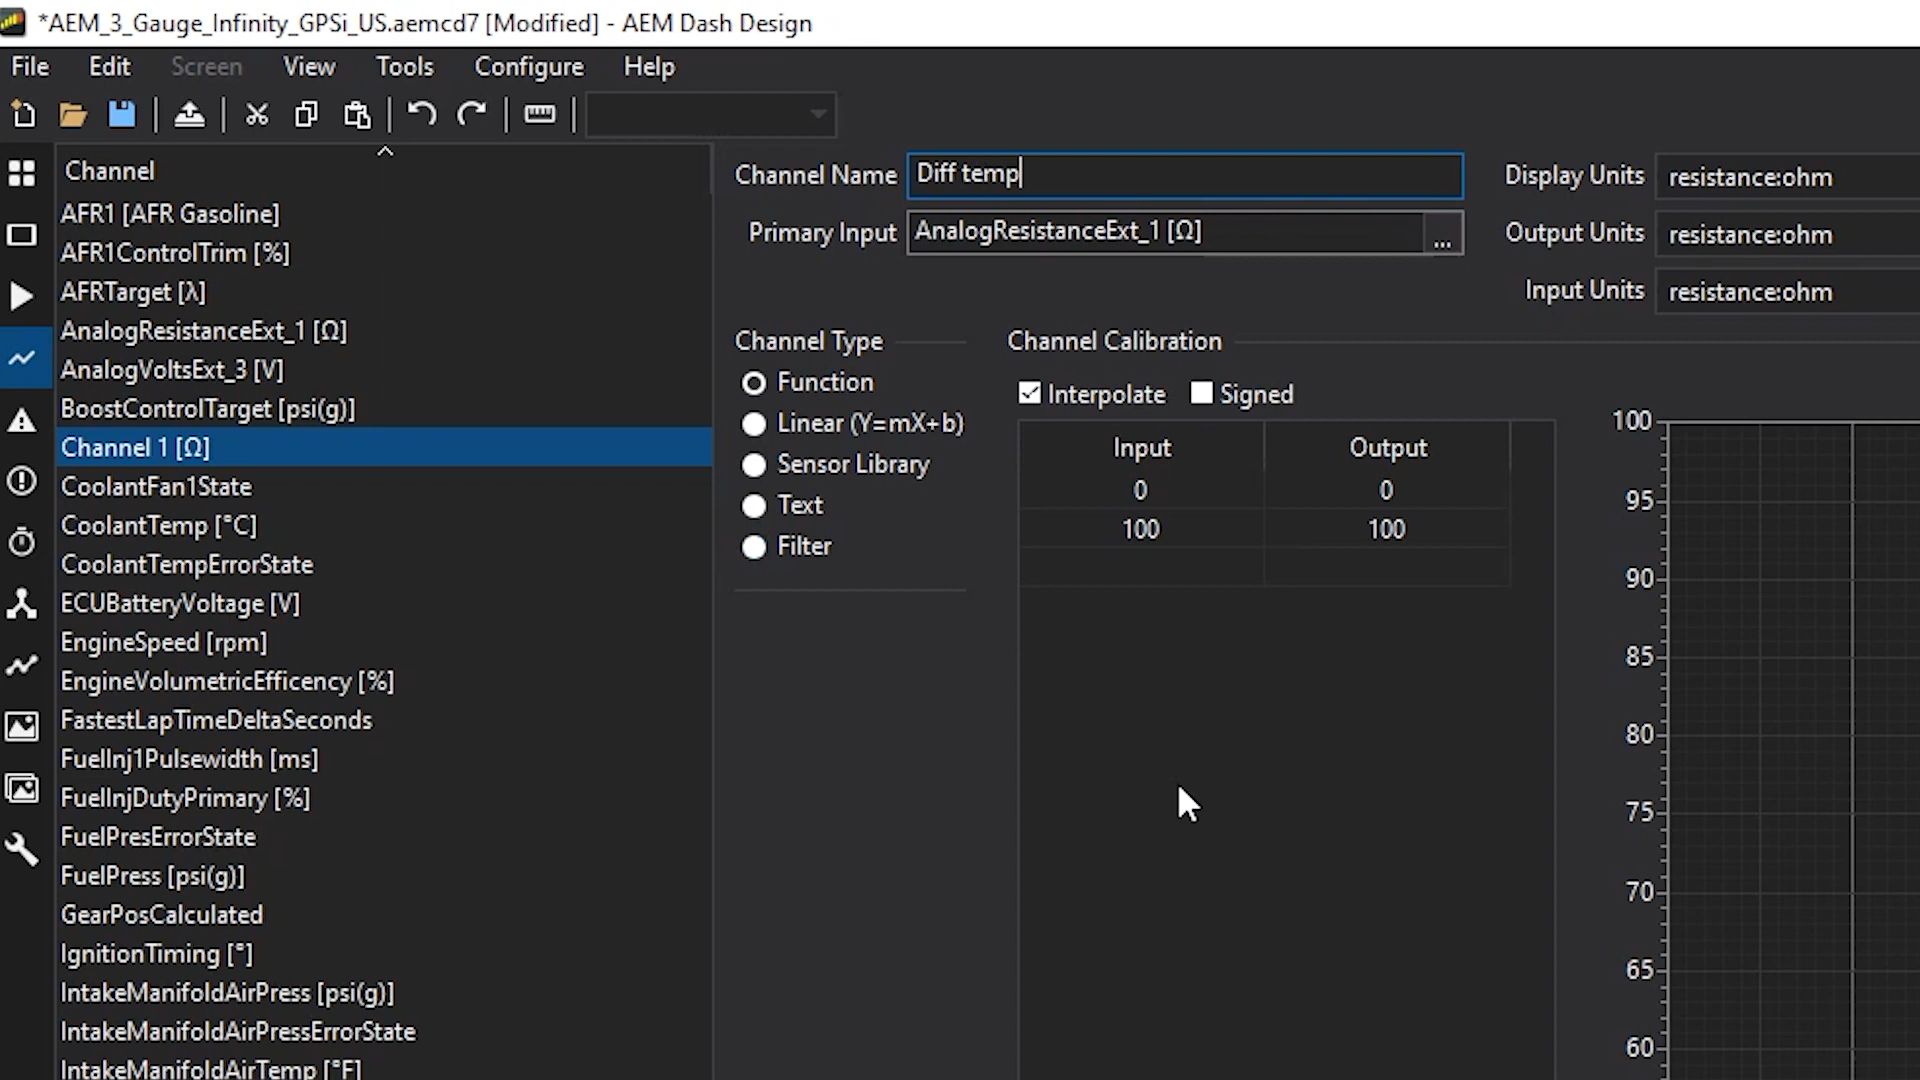 *AEM_3_Gauge_Infinity_GPSi_US.aemcd7 [Modified] - AEM Dash Design
File Edit Screen View Tools Configure Help
Channel
AFR1 [AFR Gasoline]
AFR1ControlTrim [%]
AFRTarget [λ]
AnalogResistanceExt_1 [Ω]
AnalogVoltsExt_3 [V]
BoostControlTarget [psi(g)]
Channel 1 [Ω]
CoolantFan1State
CoolantTemp [°C]
CoolantTempErrorState
ECUBatteryVoltage [V]
EngineSpeed [rpm]
EngineVolumetricEfficency [%]
FastestLapTimeDeltaSeconds
FuelInj1Pulsewidth [ms]
FuelInjDutyPrimary [%]
FuelPresErrorState
FuelPress [psi(g)]
GearPosCalculated
IgnitionTiming [°]
IntakeManifoldAirPress [psi(g)]
IntakeManifoldAirPressErrorState
IntakeManifoldAirTemp [°F]
Channel Name Diff temp
Primary Input AnalogResistanceExt_1 [Ω] ...
Display Units resistance:ohm
Output Units resistance:ohm
Input Units resistance:ohm
Channel Type
Function
Linear (Y=mX+b)
Sensor Library
Text
Filter
Channel Calibration
Interpolate Signed
Input Output
0 0
100 100
100
95
90
85
80
75
70
65
60